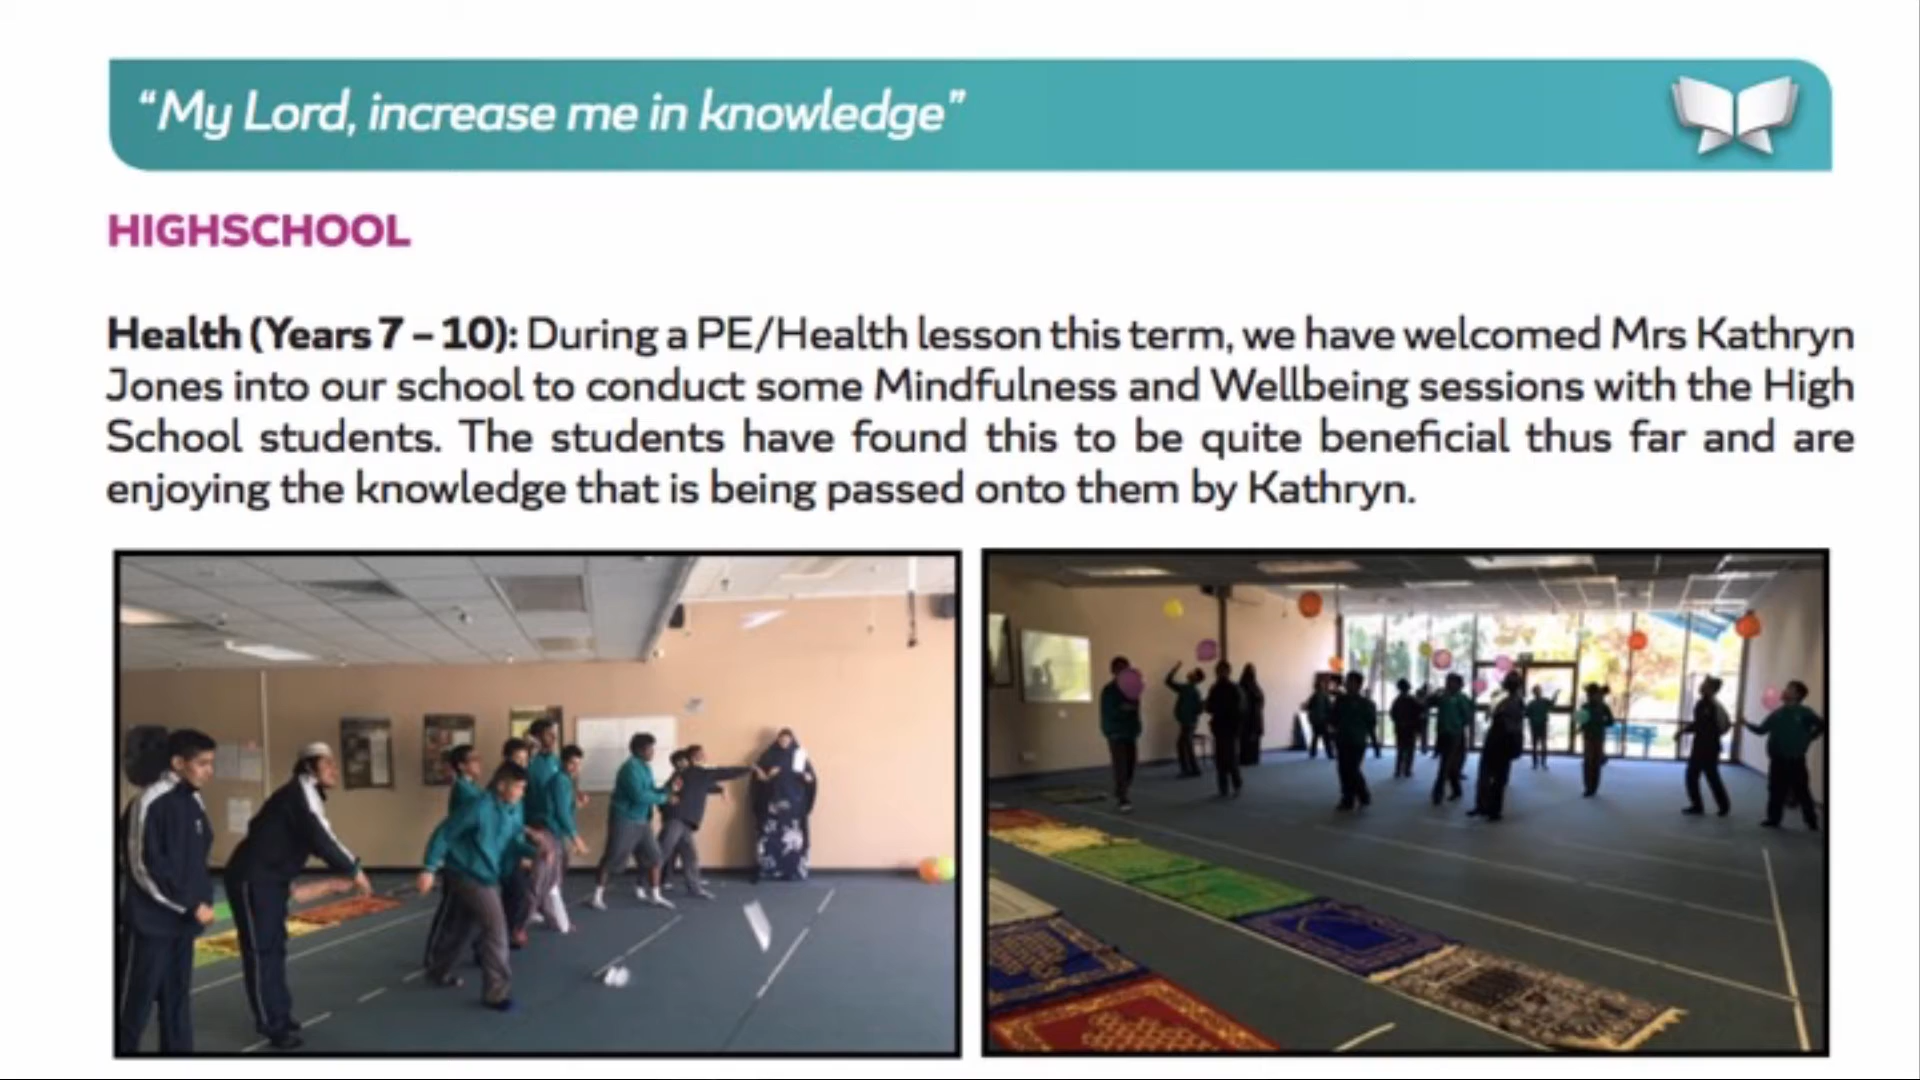 “My Lord, increase me in knowledge”
HIGHSCHOOL
Health (Years 7 – 10): During a PE/Health lesson this term, we have welcomed Mrs Kathryn
Jones into our school to conduct some Mindfulness and Wellbeing sessions with the High
School students. The students have found this to be quite beneficial thus far and are
enjoying the knowledge that is being passed onto them by Kathryn.